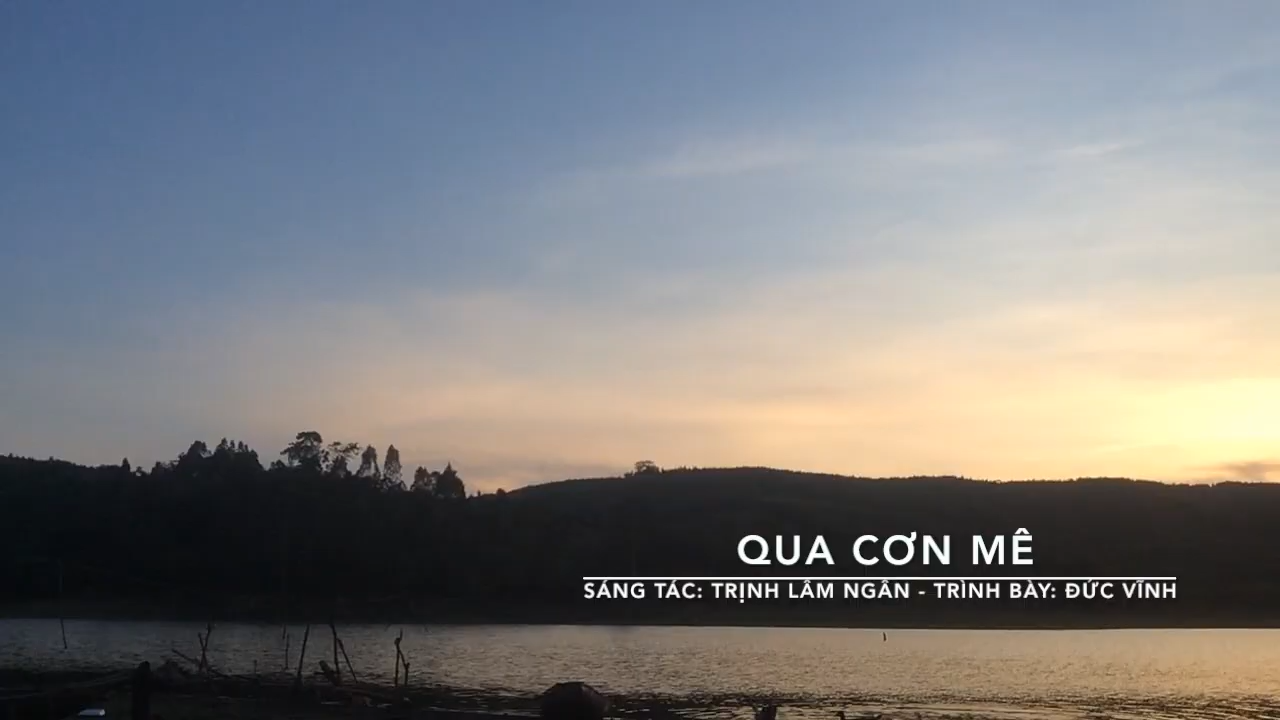 QUA CƠN MÊ
SÁNG TÁC: TRỊNH LÂM NGÂN - TRÌNH BÀY: ĐỨC VĨNH